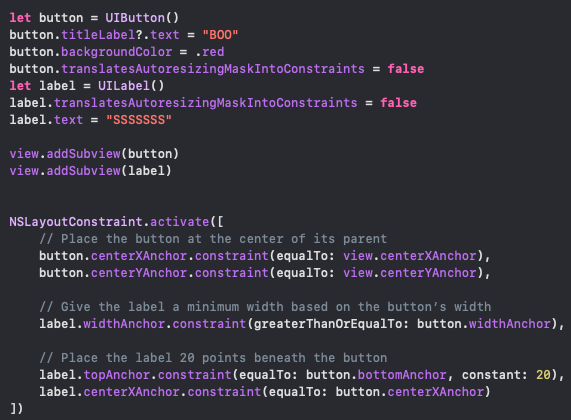 let button = UIButton()
button.titleLabel?.text = "BOO"
button.backgroundColor = .red
button.translatesAutoresizingMaskIntoConstraints = false
let label = UILabel()
label.translatesAutoresizingMaskIntoConstraints = false
label.text = "SSSSSSS"

view.addSubview(button)
view.addSubview(label)

NSLayoutConstraint.activate([
    // Place the button at the center of its parent
    button.centerXAnchor.constraint(equalTo: view.centerXAnchor),
    button.centerYAnchor.constraint(equalTo: view.centerYAnchor),

    // Give the label a minimum width based on the button’s width
    label.widthAnchor.constraint(greaterThanOrEqualTo: button.widthAnchor),

    // Place the label 20 points beneath the button
    label.topAnchor.constraint(equalTo: button.bottomAnchor, constant: 20),
    label.centerXAnchor.constraint(equalTo: button.centerXAnchor)
])